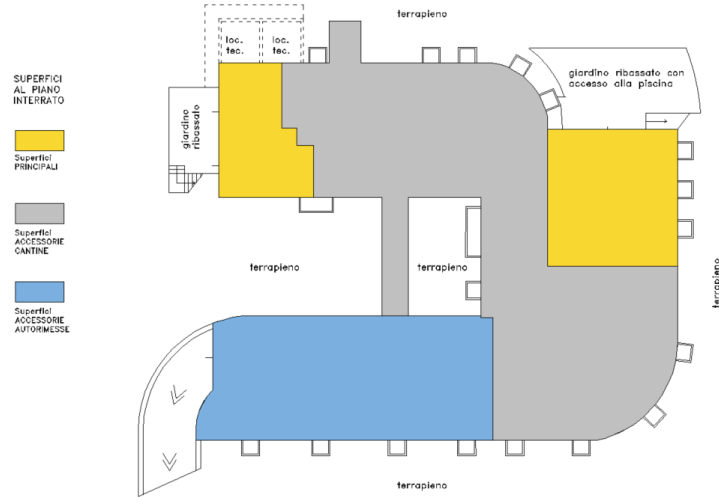 terrapieno
loc.
tec.
loc.
tec.
giardino ribassato con
accesso alla piscina
SUPERFICI
AL PIANO
INTERRATO
giardino
ribassato
Superfici
PRINCIPALI
Superfici
ACCESSORIE
CANTINE
terrapieno
terrapieno
terrapieno
Superfici
ACCESSORIE
AUTORIMESSE
terrapieno